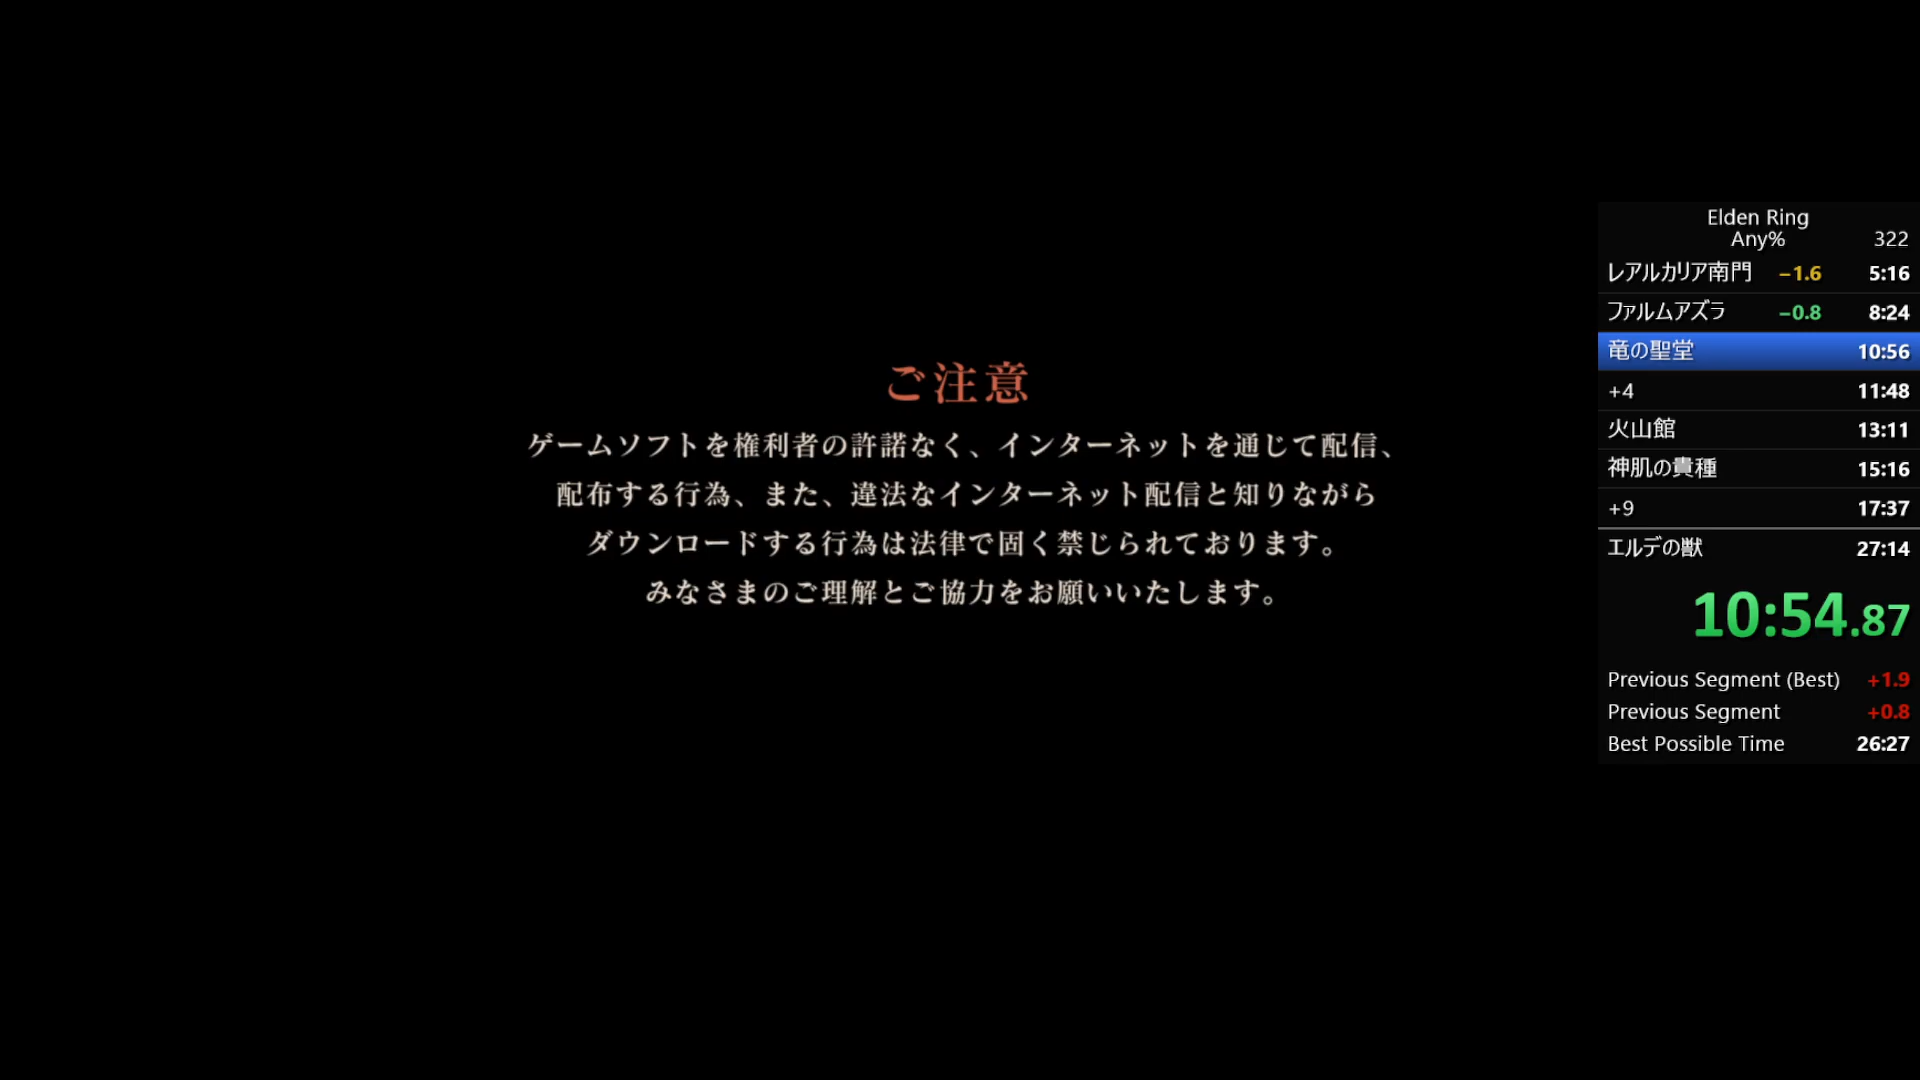 ご注意
ゲームソフトを権利者の許諾なく、インターネットを通じて配信、
配布する行為、また、違法なインターネット配信と知りながら
ダウンロードする行為は法律で固く禁じられております。
みなさまのご理解とご協力をお願いいたします。
Elden Ring
Any% 322
レアルカリア南門 −1.6 5:16
ファルムアズラ −0.8 8:24
竜の聖堂 10:56
+4 11:48
火山館 13:11
神肌の貴種 15:16
+9 17:37
エルデの獣 27:14
10:54.87
Previous Segment (Best) +1.9
Previous Segment +0.8
Best Possible Time 26:27